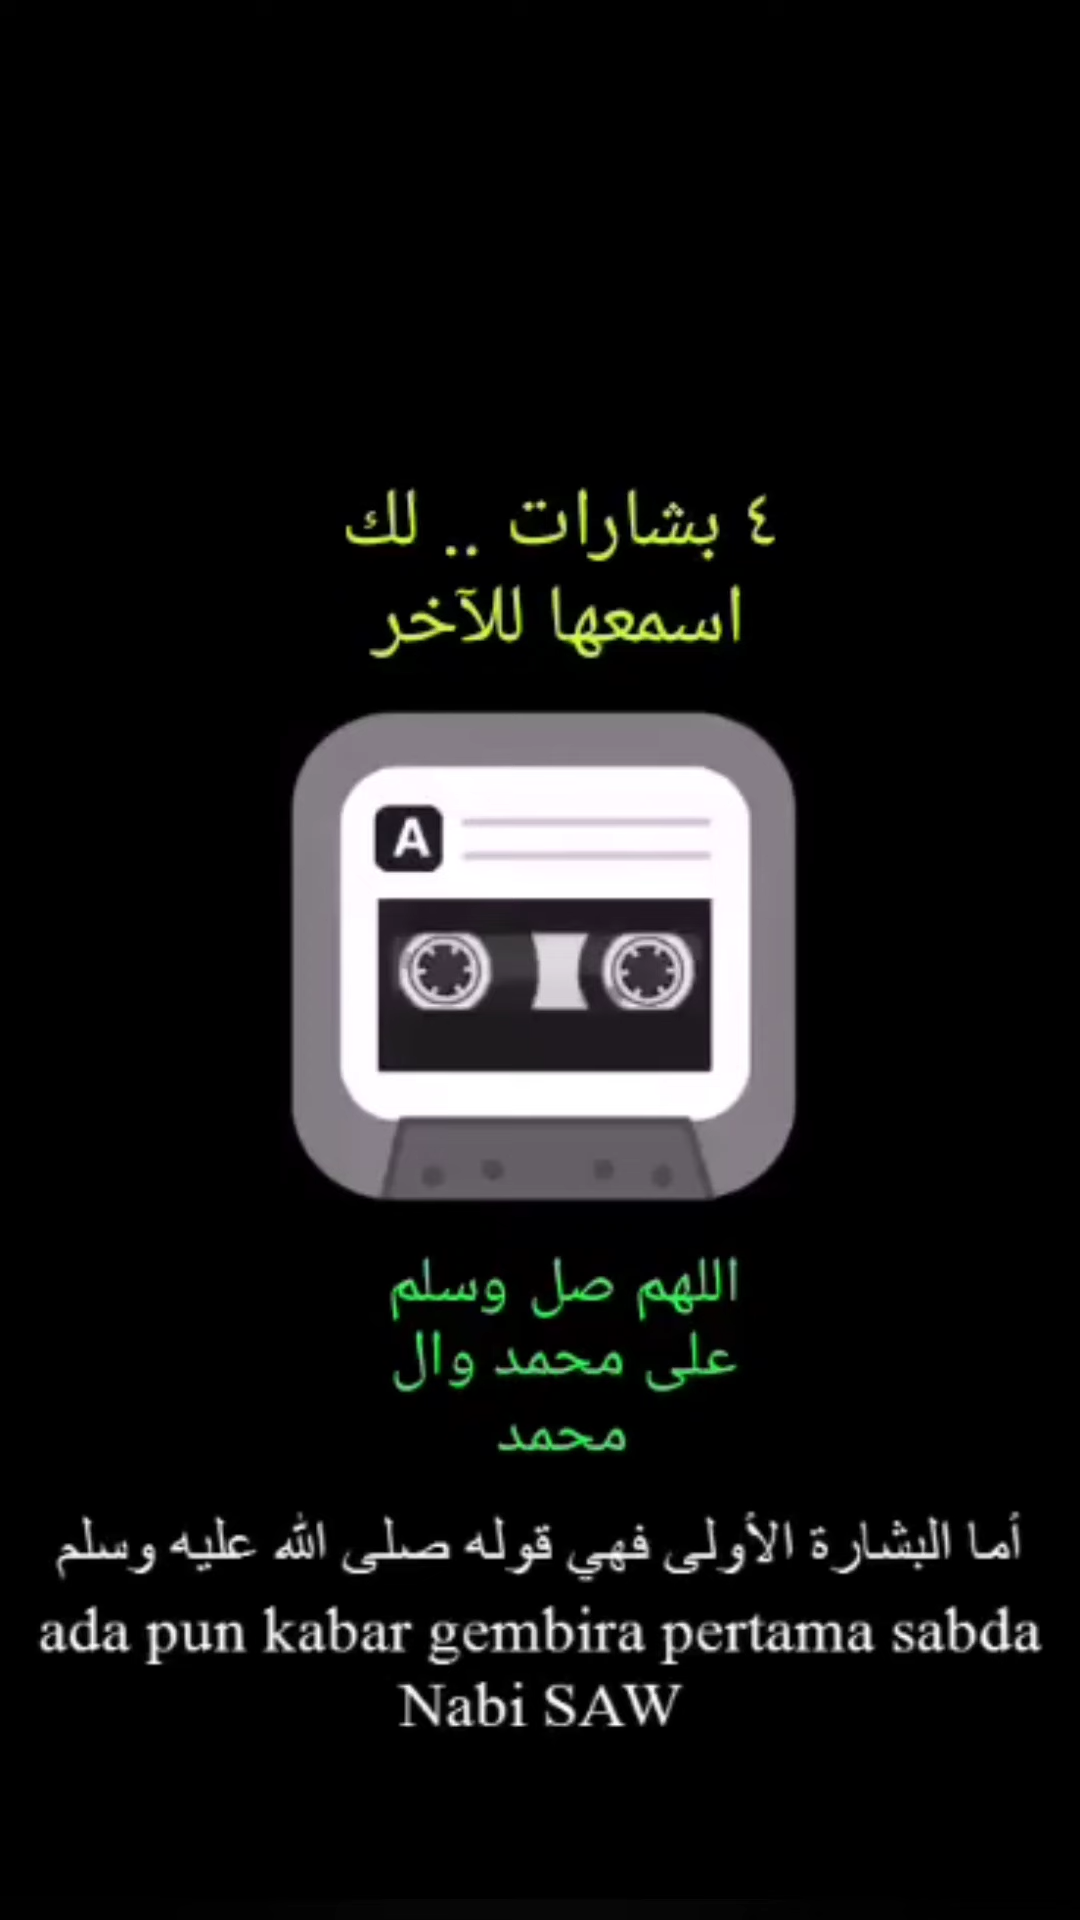 ٤ بشارات .. لك
اسمعها للآخر
A
اللهم صل وسلم
على محمد وال
محمد
أما البشارة الأولى فهي قوله صلى الله عليه وسلم
ada pun kabar gembira pertama sabda
Nabi SAW